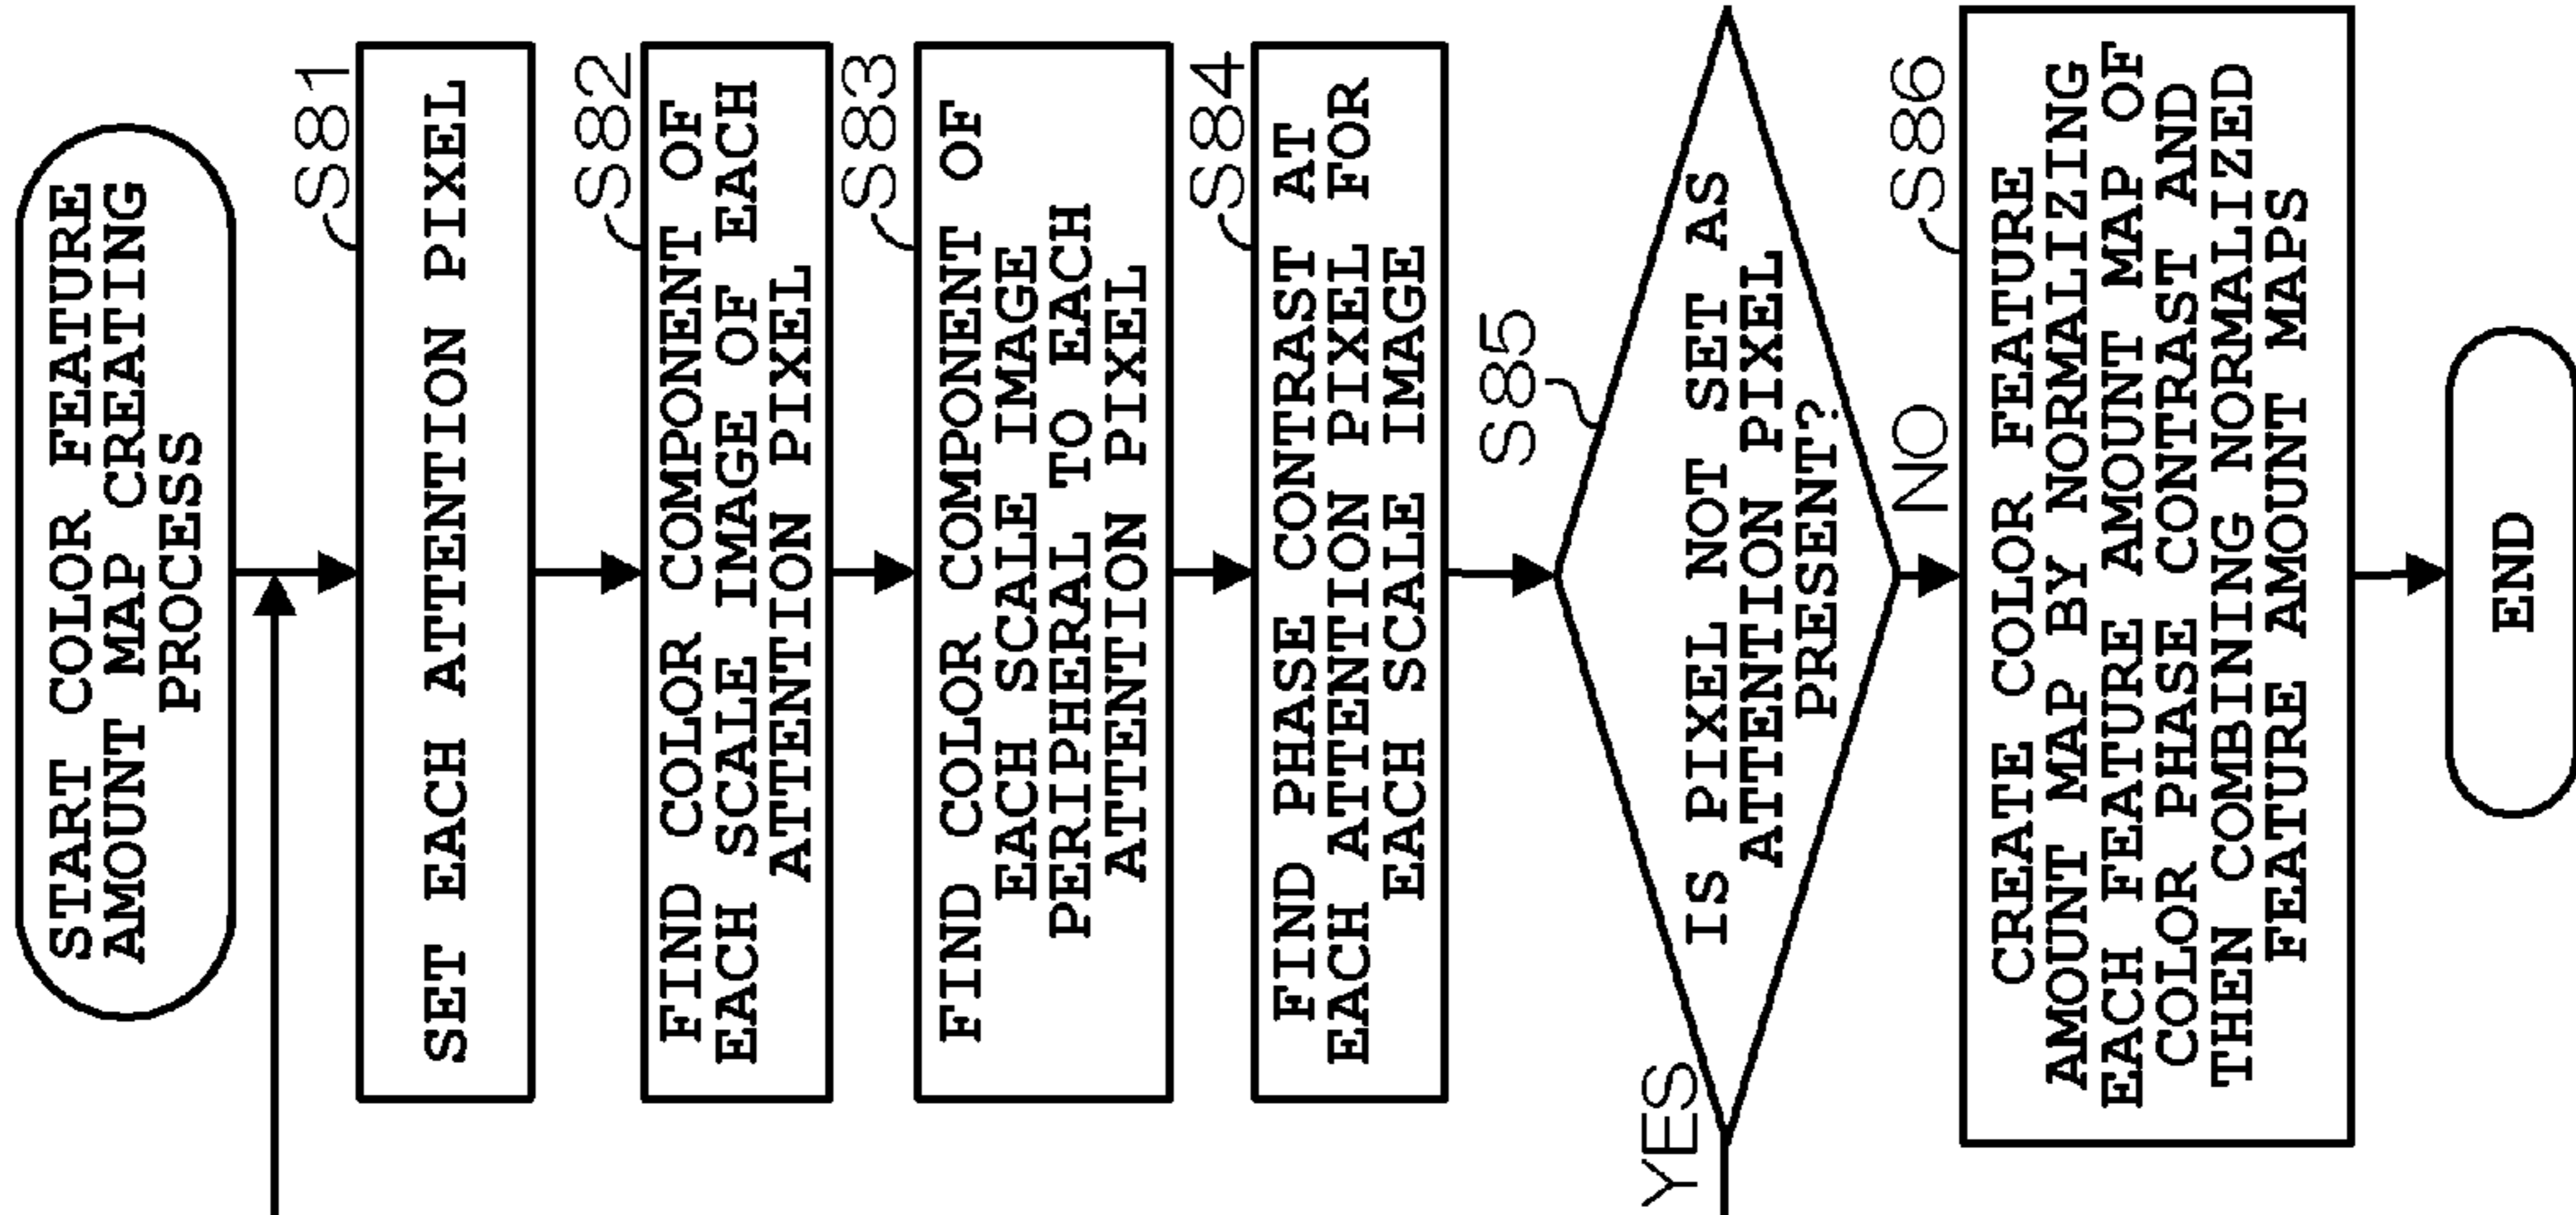 START COLOR FEATURE
AMOUNT MAP CREATING
PROCESS
S81
SET EACH ATTENTION PIXEL
S82
FIND COLOR COMPONENT OF
EACH SCALE IMAGE OF EACH
ATTENTION PIXEL
S83
FIND COLOR COMPONENT OF
EACH SCALE IMAGE
PERIPHERAL TO EACH
ATTENTION PIXEL
S84
FIND PHASE CONTRAST AT
EACH ATTENTION PIXEL FOR
EACH SCALE IMAGE
S85
IS PIXEL NOT SET AS
ATTENTION PIXEL
PRESENT?
YES
NO
S86
CREATE COLOR FEATURE
AMOUNT MAP BY NORMALIZING
EACH FEATURE AMOUNT MAP OF
COLOR PHASE CONTRAST AND
THEN COMBINING NORMALIZED
FEATURE AMOUNT MAPS
END